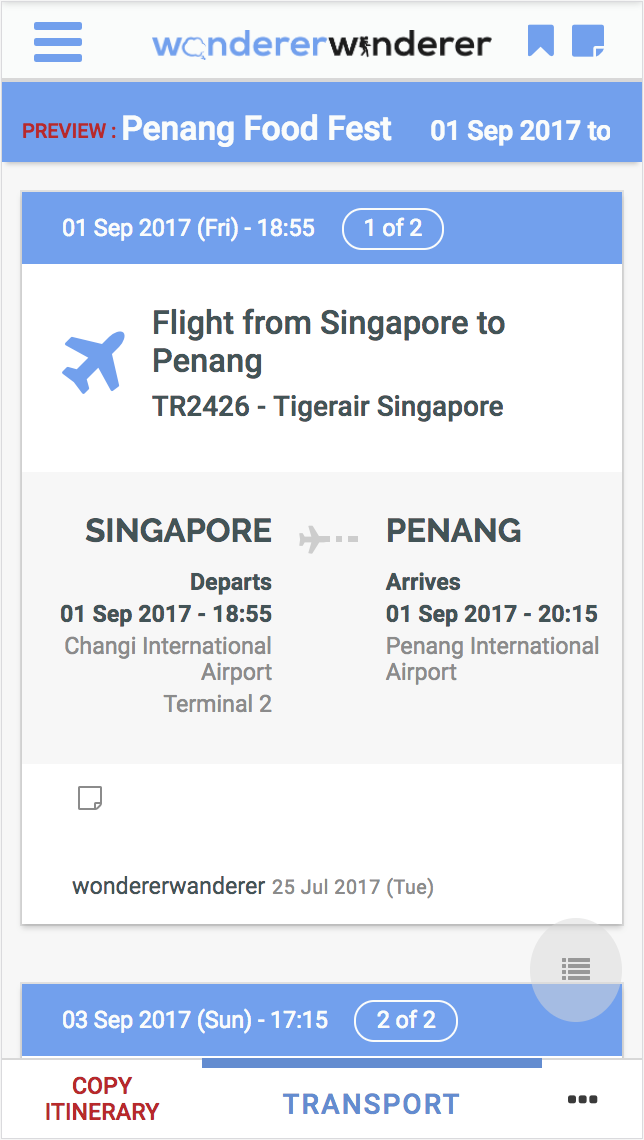 wondererwanderer
PREVIEW : Penang Food Fest 01 Sep 2017 to
01 Sep 2017 (Fri) - 18:55 1 of 2
Flight from Singapore to
Penang
TR2426 - Tigerair Singapore
SINGAPORE
Departs
01 Sep 2017 - 18:55
Changi International
Airport
Terminal 2
PENANG
Arrives
01 Sep 2017 - 20:15
Penang International
Airport
wondererwanderer 25 Jul 2017 (Tue)
03 Sep 2017 (Sun) - 17:15 2 of 2
COPY
ITINERARY
TRANSPORT